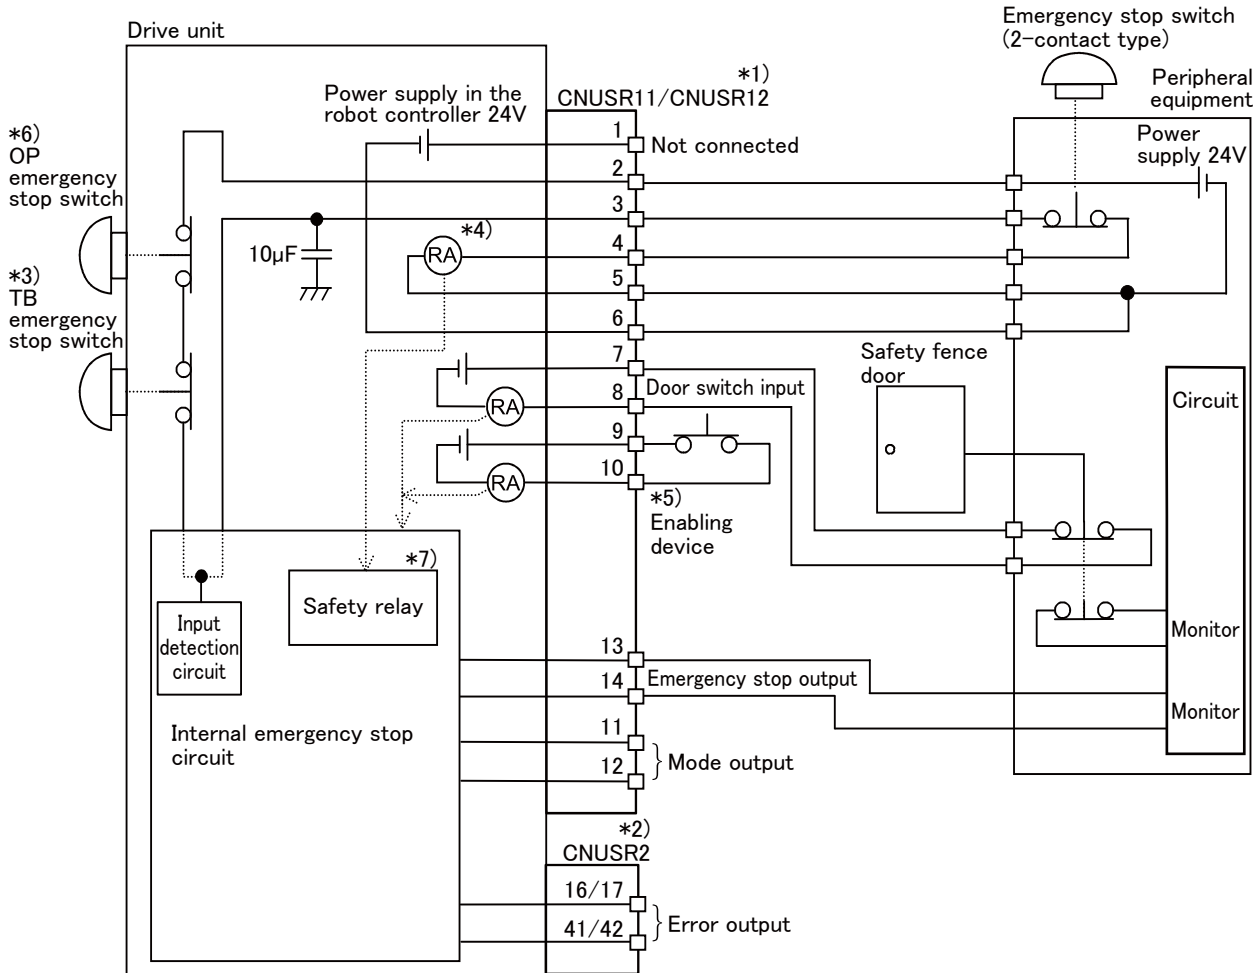 Emergency stop switch
(2-contact type)
Drive unit
*1)
CNUSR11/CNUSR12
Peripheral
equipment
Power supply in the
robot controller 24V
*6)
OP
emergency
stop switch
1
Not connected
Power
supply 24V
2
3
*4)
10µF
RA
4
*3)
TB
emergency
stop switch
5
6
7
Safety fence
door
Door switch input
8
RA
Circuit
9
10
RA
*5)
Enabling
device
*7)
Safety relay
Input
detection
circuit
Monitor
13
Emergency stop output
14
Monitor
Internal emergency stop
circuit
11
Mode output
12
*2)
CNUSR2
16/17
Error output
41/42